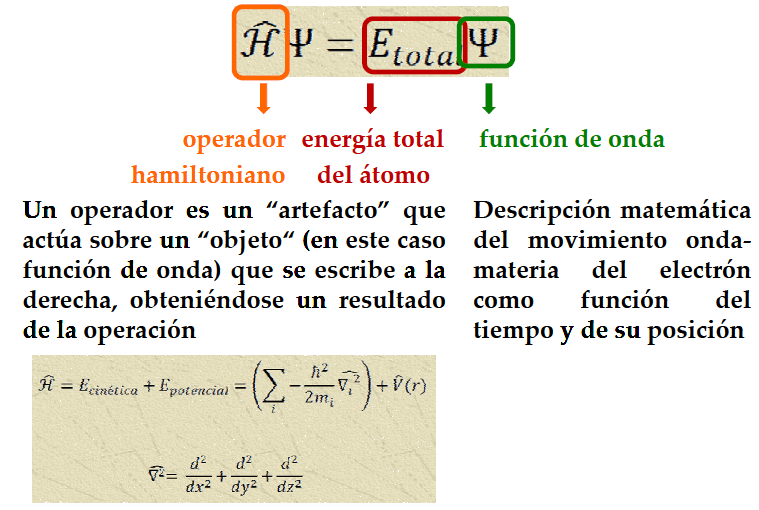 Ĥ Ψ = E_total Ψ
operador
hamiltoniano
energía total
del átomo
función de onda
Un operador es un “artefacto” que
actúa sobre un “objeto“ (en este caso
función de onda) que se escribe a la
derecha, obteniéndose un resultado
de la operación
Descripción matemática
del movimiento onda-
materia del electrón
como función del
tiempo y de su posición
Ĥ = E_cinética + E_potencial = (∑_i − ħ²/2m_i ∇̂_i²) + V̂(r)
∇̂² = d²/dx² + d²/dy² + d²/dz²